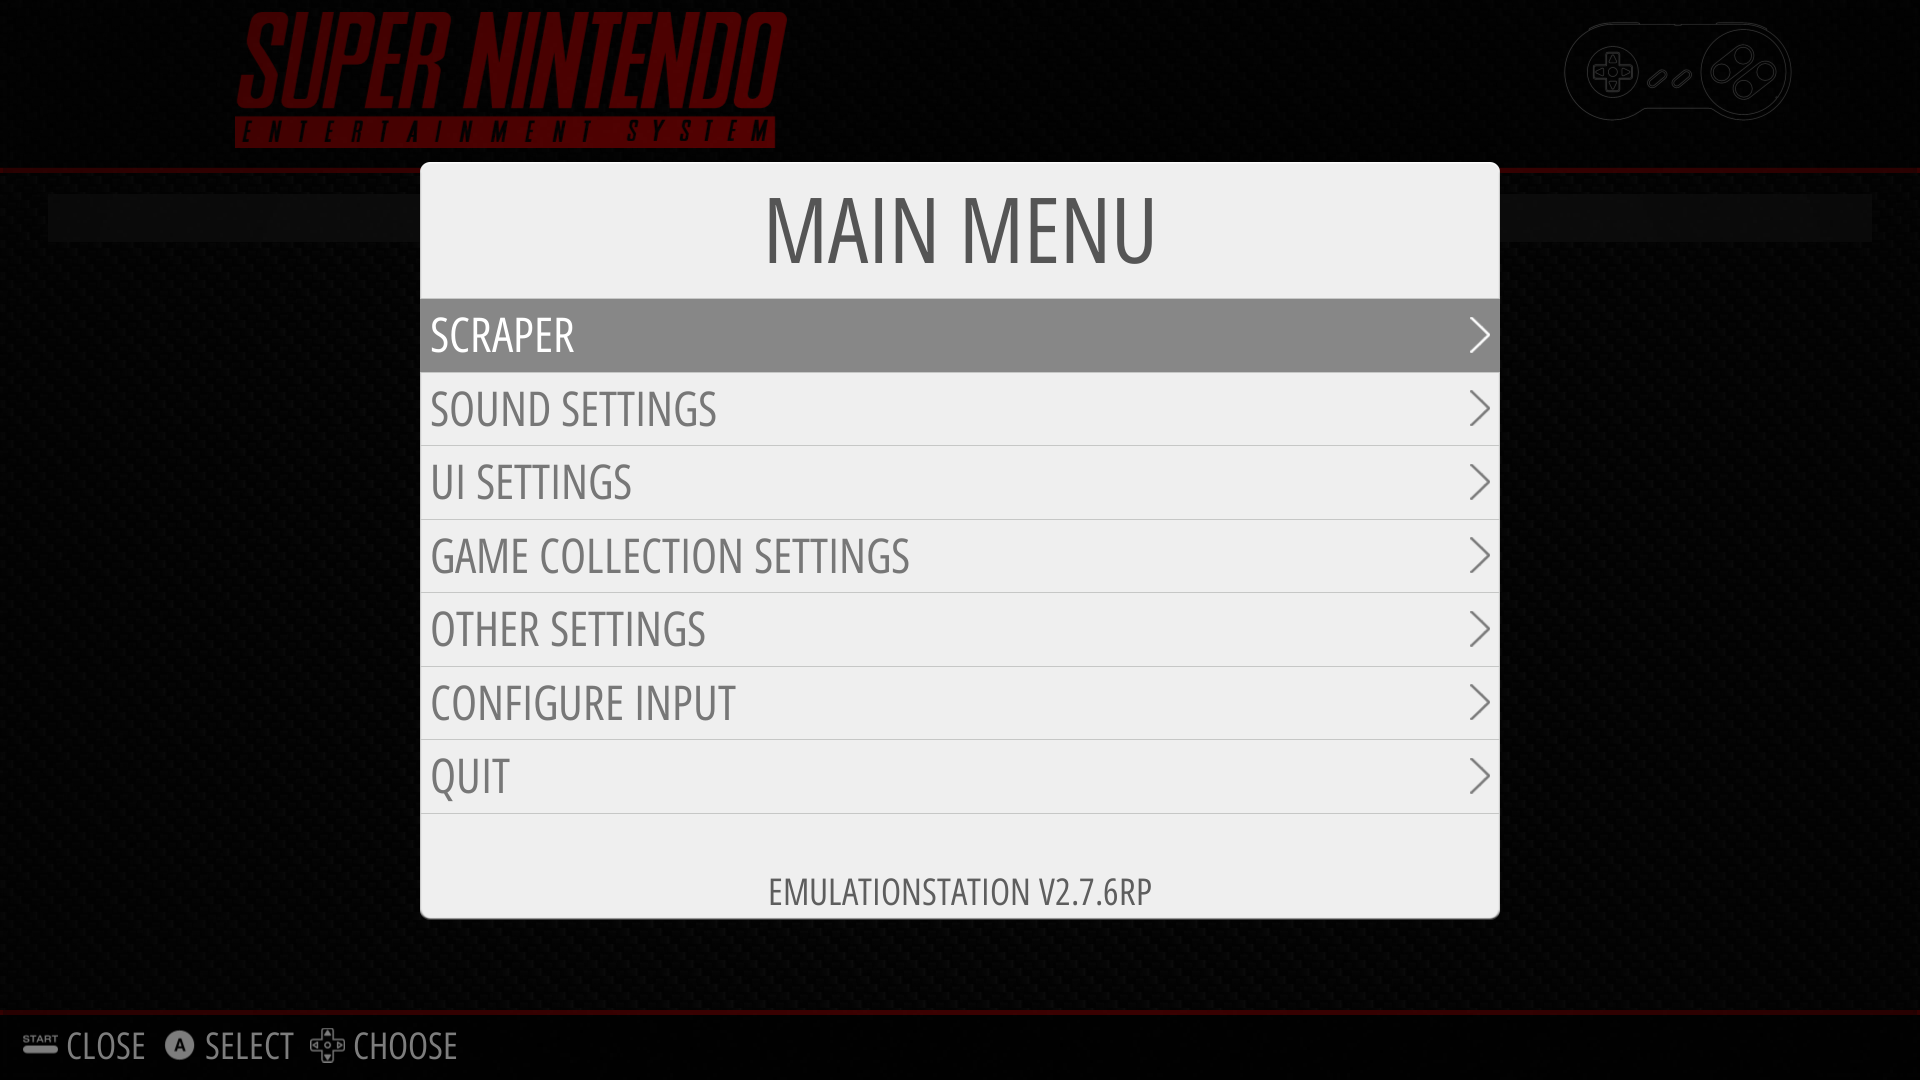 SUPER NINTENDO
ENTERTAINMENT SYSTEM
MAIN MENU
SCRAPER
SOUND SETTINGS
UI SETTINGS
GAME COLLECTION SETTINGS
OTHER SETTINGS
CONFIGURE INPUT
QUIT
EMULATIONSTATION V2.7.6RP
START CLOSE A SELECT CHOOSE